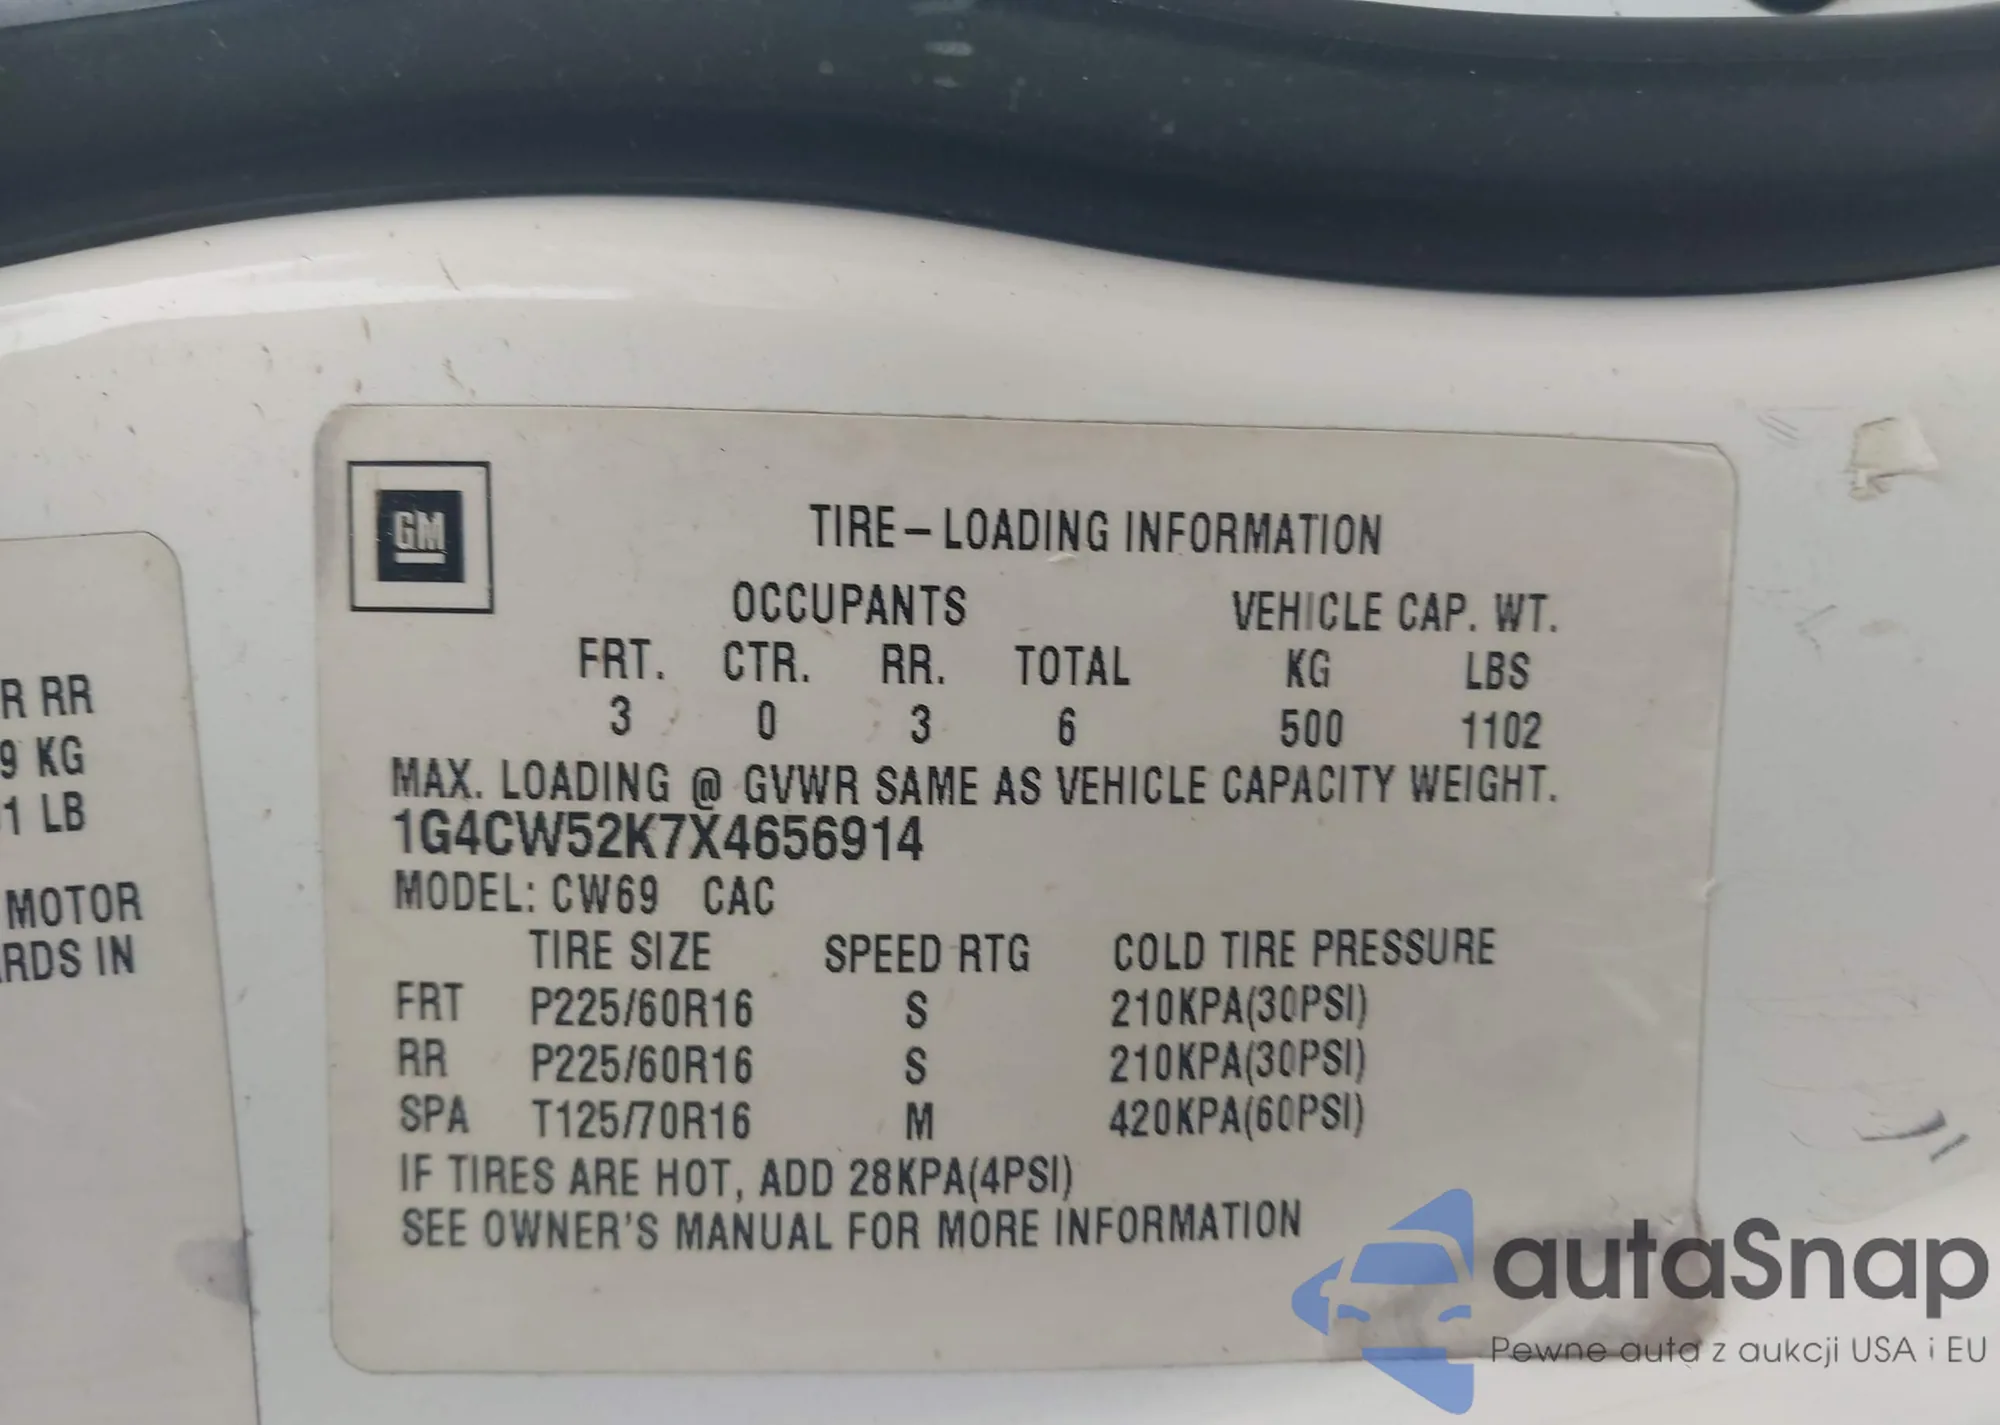 R RR
9 KG
1 LB
MOTOR
RDS IN
GM
TIRE – LOADING INFORMATION
OCCUPANTS VEHICLE CAP. WT.
FRT. CTR. RR. TOTAL KG LBS
3 0 3 6 500 1102
MAX. LOADING @ GVWR SAME AS VEHICLE CAPACITY WEIGHT.
1G4CW52K7X4656914
MODEL: CW69 CAC
TIRE SIZE SPEED RTG COLD TIRE PRESSURE
FRT P225/60R16 S 210KPA(30PSI)
RR P225/60R16 S 210KPA(30PSI)
SPA T125/70R16 M 420KPA(60PSI)
IF TIRES ARE HOT, ADD 28KPA(4PSI)
SEE OWNER'S MANUAL FOR MORE INFORMATION
autaSnap
Pewne auta z aukcji USA i EU